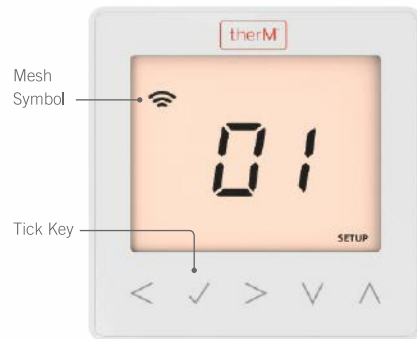 therM
Mesh
Symbol
01
Tick Key
SETUP